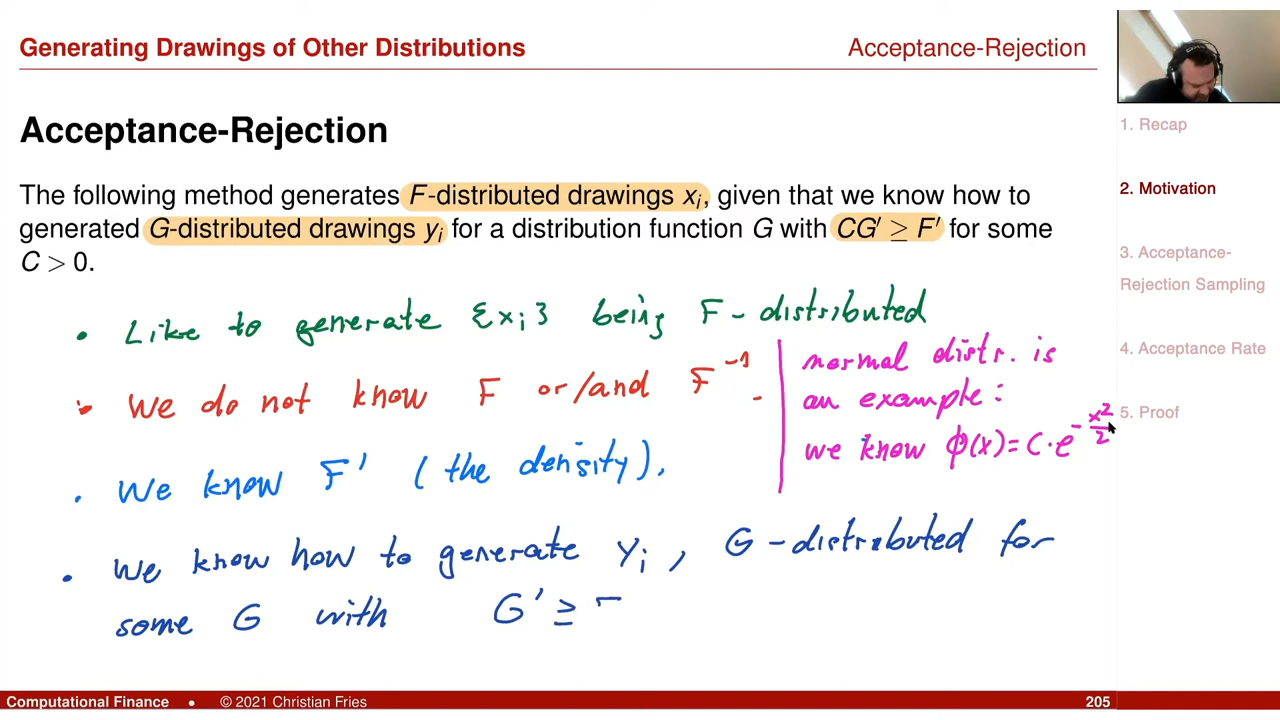 Generating Drawings of Other Distributions
Acceptance-Rejection
Acceptance-Rejection
The following method generates F-distributed drawings xᵢ, given that we know how to
generated G-distributed drawings yᵢ for a distribution function G with CG′ ≥ F′ for some
C > 0.
• Like to generate {xᵢ} being F-distributed
• We do not know F or/and F⁻¹
• We know F' (the density).
• We know how to generate Yᵢ, G-distributed for
some G with G' ≥
normal distr. is
an example:
we know ϕ(x) = C·e^-x²/2
1. Recap
2. Motivation
3. Acceptance-
Rejection Sampling
4. Acceptance Rate
5. Proof
Computational Finance • © 2021 Christian Fries 205